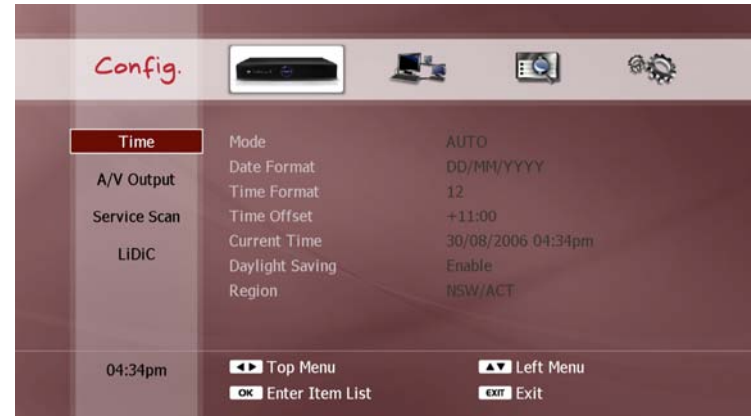 Config.
Time
A/V Output
Service Scan
LiDiC
Mode AUTO
Date Format DD/MM/YYYY
Time Format 12
Time Offset +11:00
Current Time 30/08/2006 04:34pm
Daylight Saving Enable
Region NSW/ACT
04:34pm
◄► Top Menu
▲▼ Left Menu
OK Enter Item List
EXIT Exit